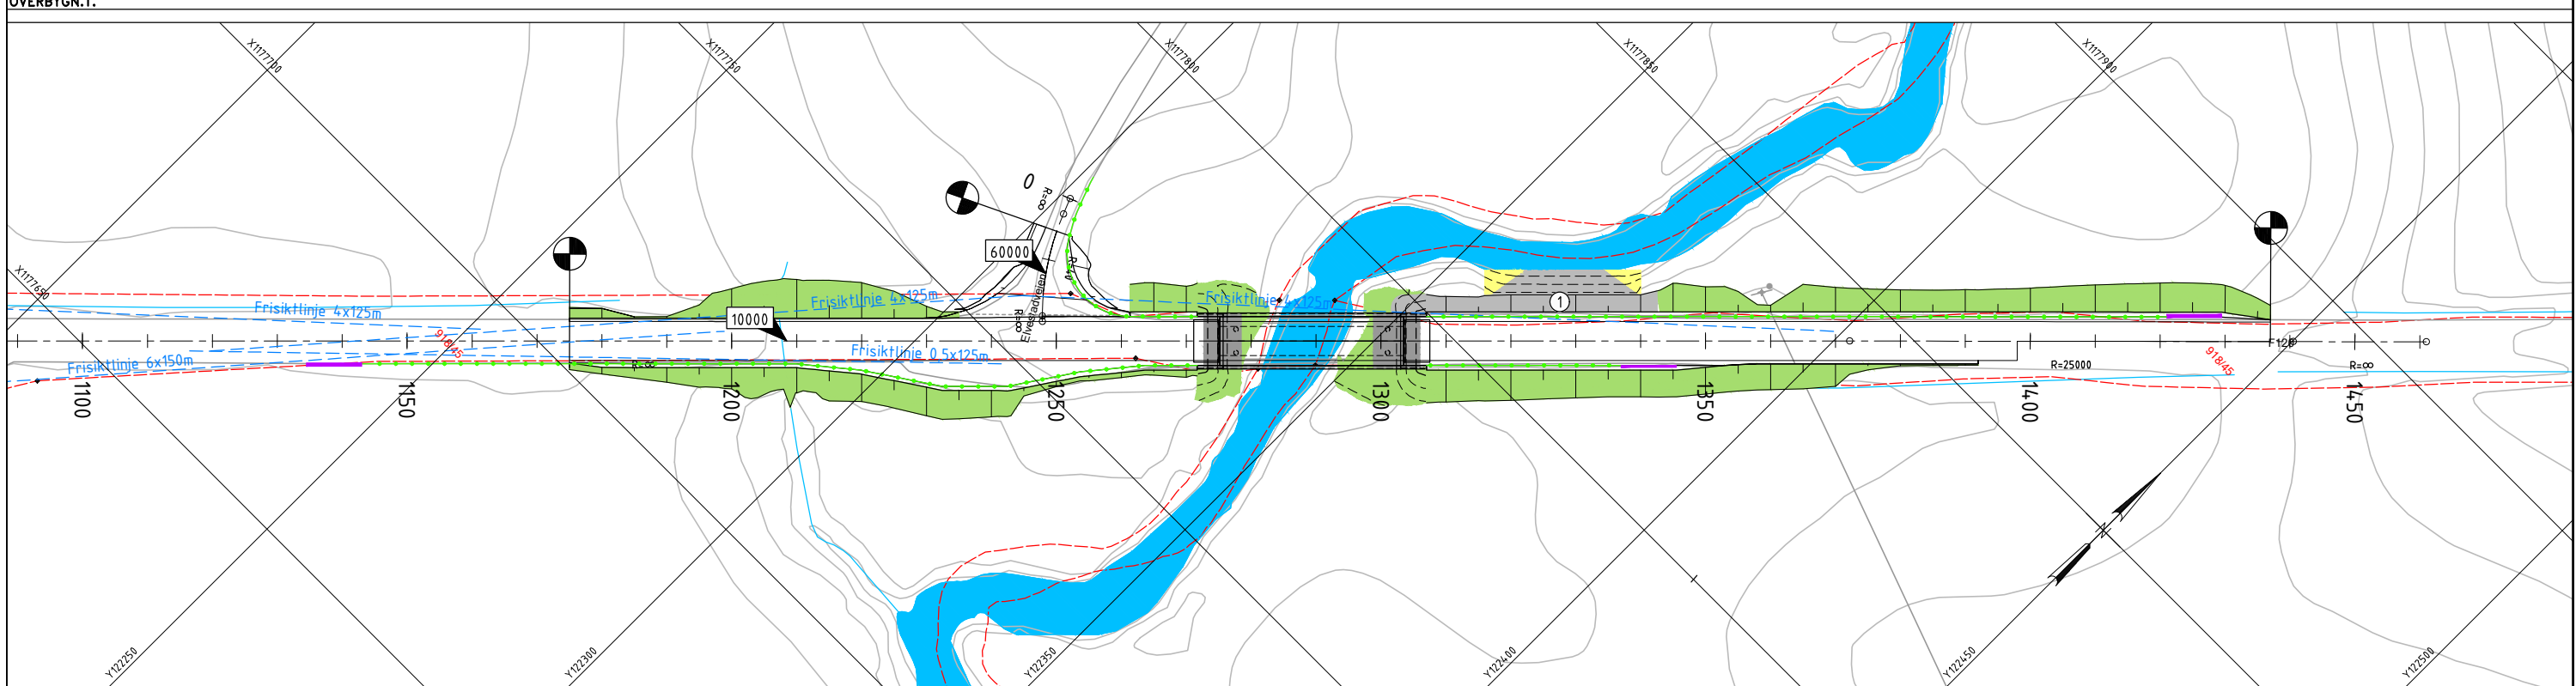 OVERBYGN.T.
X1177700
X1177750
X1177800
X1177850
X1177900
X1177650
0
R=∞
60000
R=40
Elvestadveien
R=∞
Frisiktlinje 4x125m
Frisiktlinje 4x125m
Frisiktlinje 4x125m
10000
1
918/45
Frisiktlinje 6x150m
Frisiktlinje 0.5x125m
R=∞
918/45
R=25000
R=∞
1100
1150
1200
1250
1300
1350
1400
1450
N
Y122250
Y122300
Y122350
Y122400
Y122450
Y122500